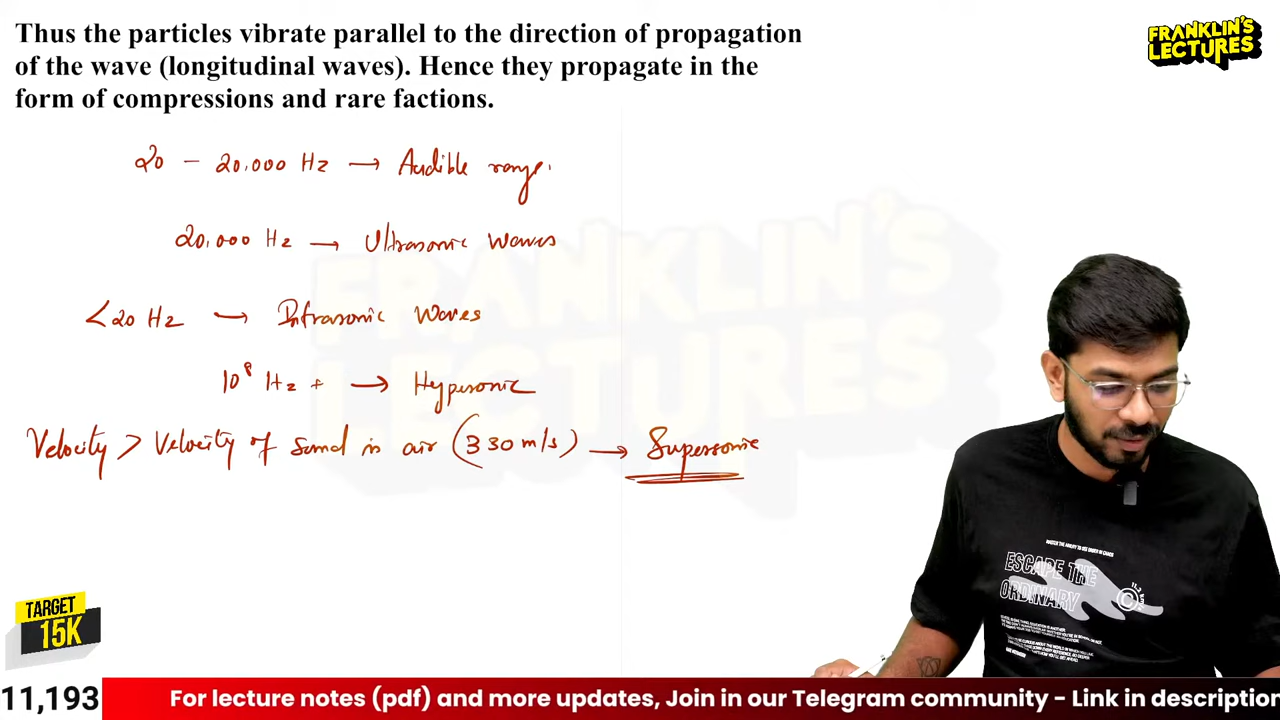 Thus the particles vibrate parallel to the direction of propagation
of the wave (longitudinal waves). Hence they propagate in the
form of compressions and rare factions.
FRANKLIN'S
LECTURES
20 – 20,000 Hz → Audible range.
20,000 Hz → Ultrasonic Waves
<20 Hz → Infrasonic Waves
10⁸ Hz + → Hypersonic
Velocity > Velocity of sound in air (330 m/s) → Supersonic
FRANKLIN'S
LECTURES
ESCAPE THE
ORDINARY
TARGET
15K
11,193
For lecture notes (pdf) and more updates, Join in our Telegram community - Link in description